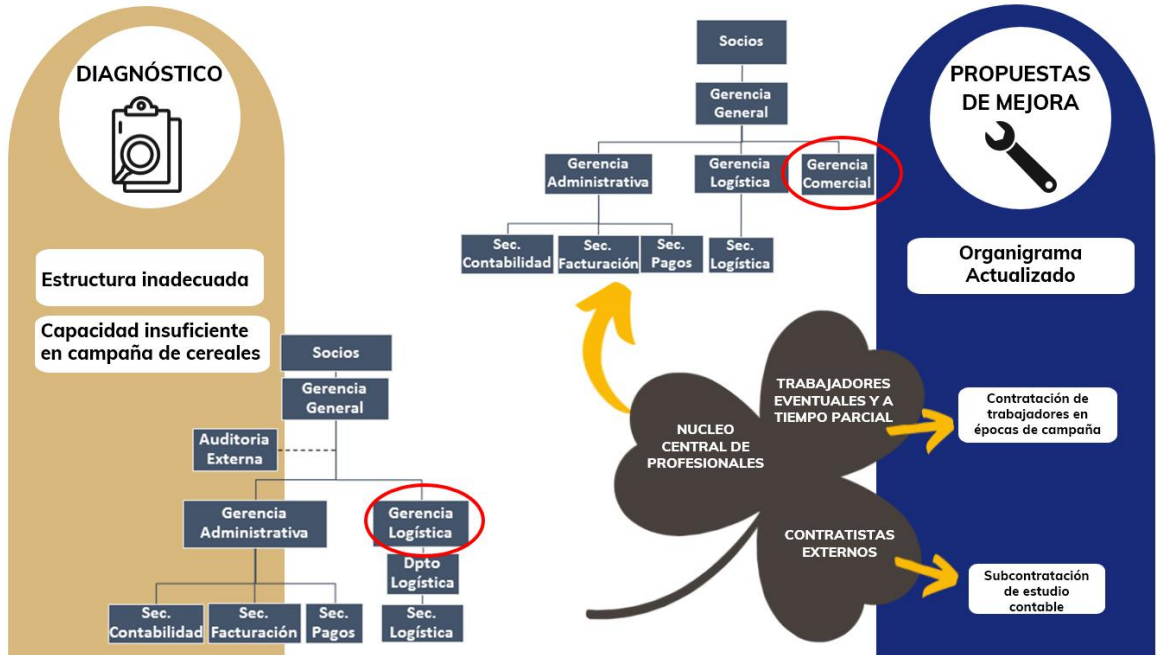 DIAGNÓSTICO
Estructura inadecuada
Capacidad insuficiente
en campaña de cereales
Socios
Gerencia
General
Auditoria
Externa
Gerencia
Administrativa
Gerencia
Logística
Dpto
Logística
Sec.
Contabilidad
Sec.
Facturación
Sec.
Pagos
Sec.
Logística
Socios
Gerencia
General
Gerencia
Administrativa
Gerencia
Logística
Gerencia
Comercial
Sec.
Contabilidad
Sec.
Facturación
Sec.
Pagos
Sec.
Logística
NUCLEO
CENTRAL DE
PROFESIONALES
TRABAJADORES
EVENTUALES Y A
TIEMPO PARCIAL
CONTRATISTAS
EXTERNOS
PROPUESTAS
DE MEJORA
Organigrama
Actualizado
Contratación de
trabajadores en
épocas de campaña
Subcontratación
de estudio
contable